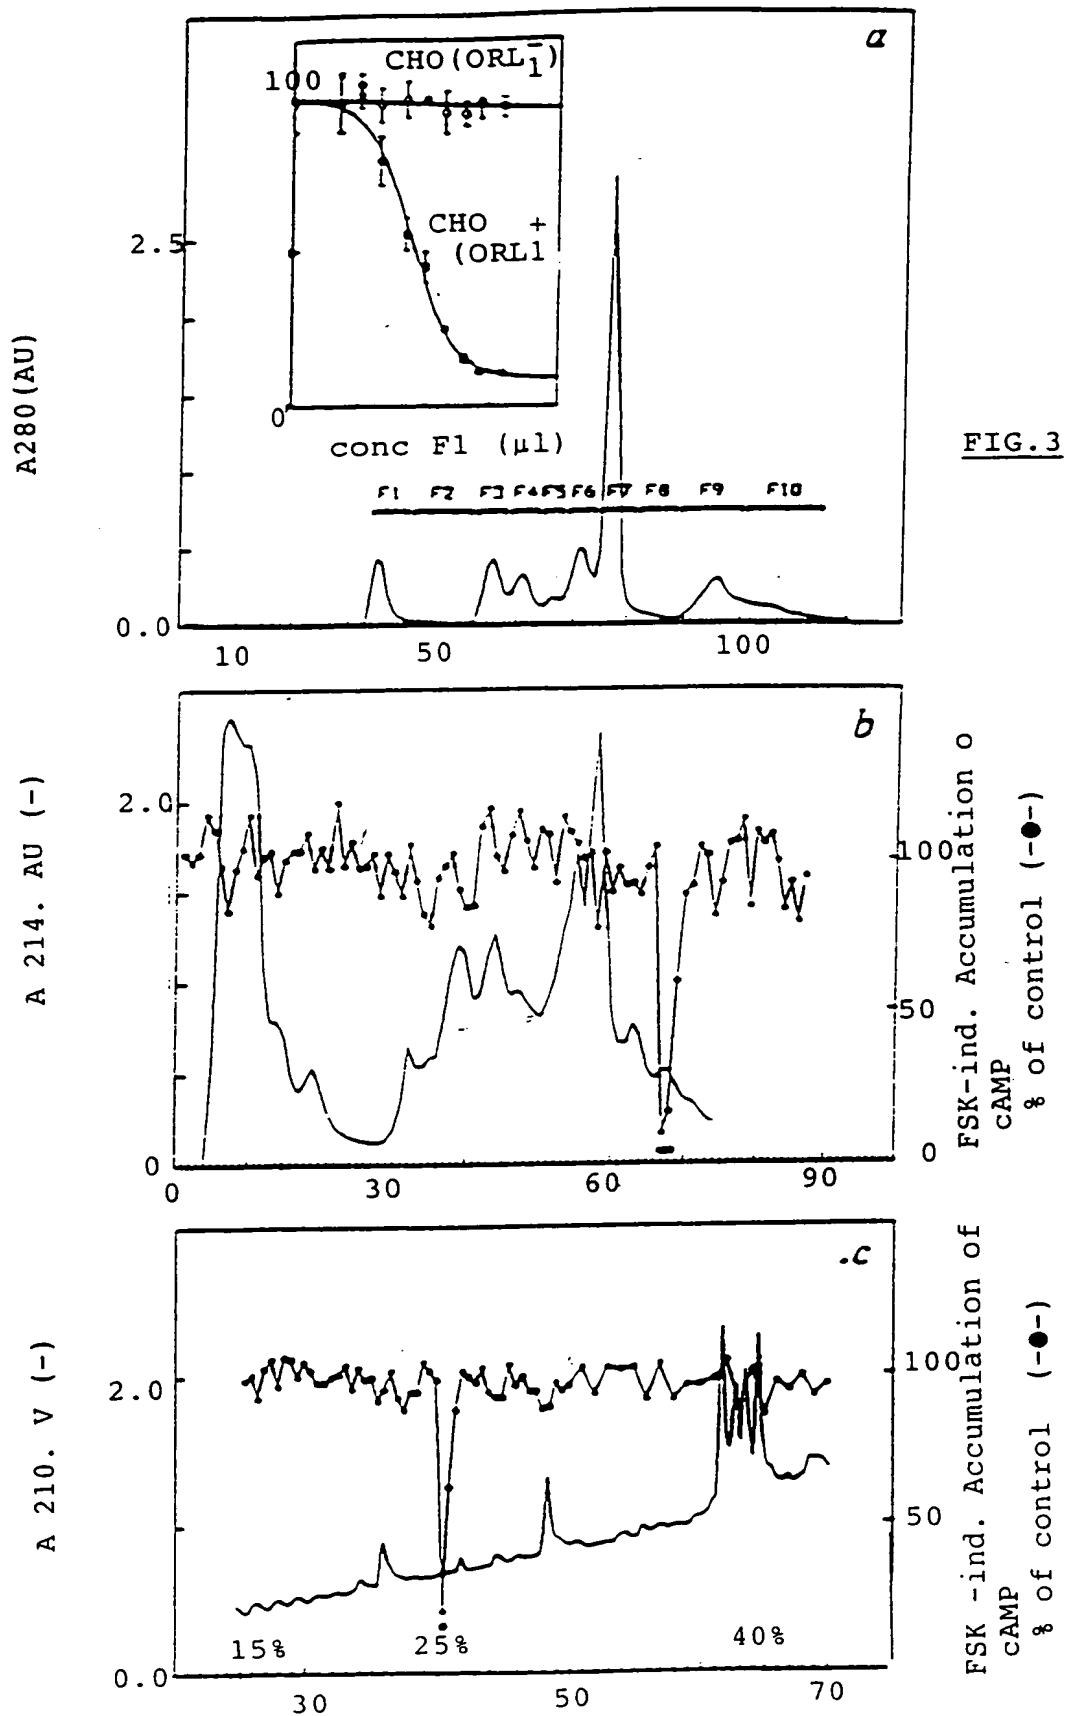 a
CHO(ORL1-)
100
CHO +
(ORL1
2.5
A280(AU)
0
conc F1 (µl)
FIG.3
F1 F2 F3 F4 F5 F6 F7 F8 F9 F10
0.0
10 50 100
b
2.0
100
50
0
0
A 214. AU (-)
FSK-ind. Accumulation o
cAMP
% of control (-●-)
0 30 60 90
.c
100
2.0
50
A 210. V (-)
FSK -ind. Accumulation of
cAMP
% of control (-●-)
15% 25% 40%
0.0
30 50 70